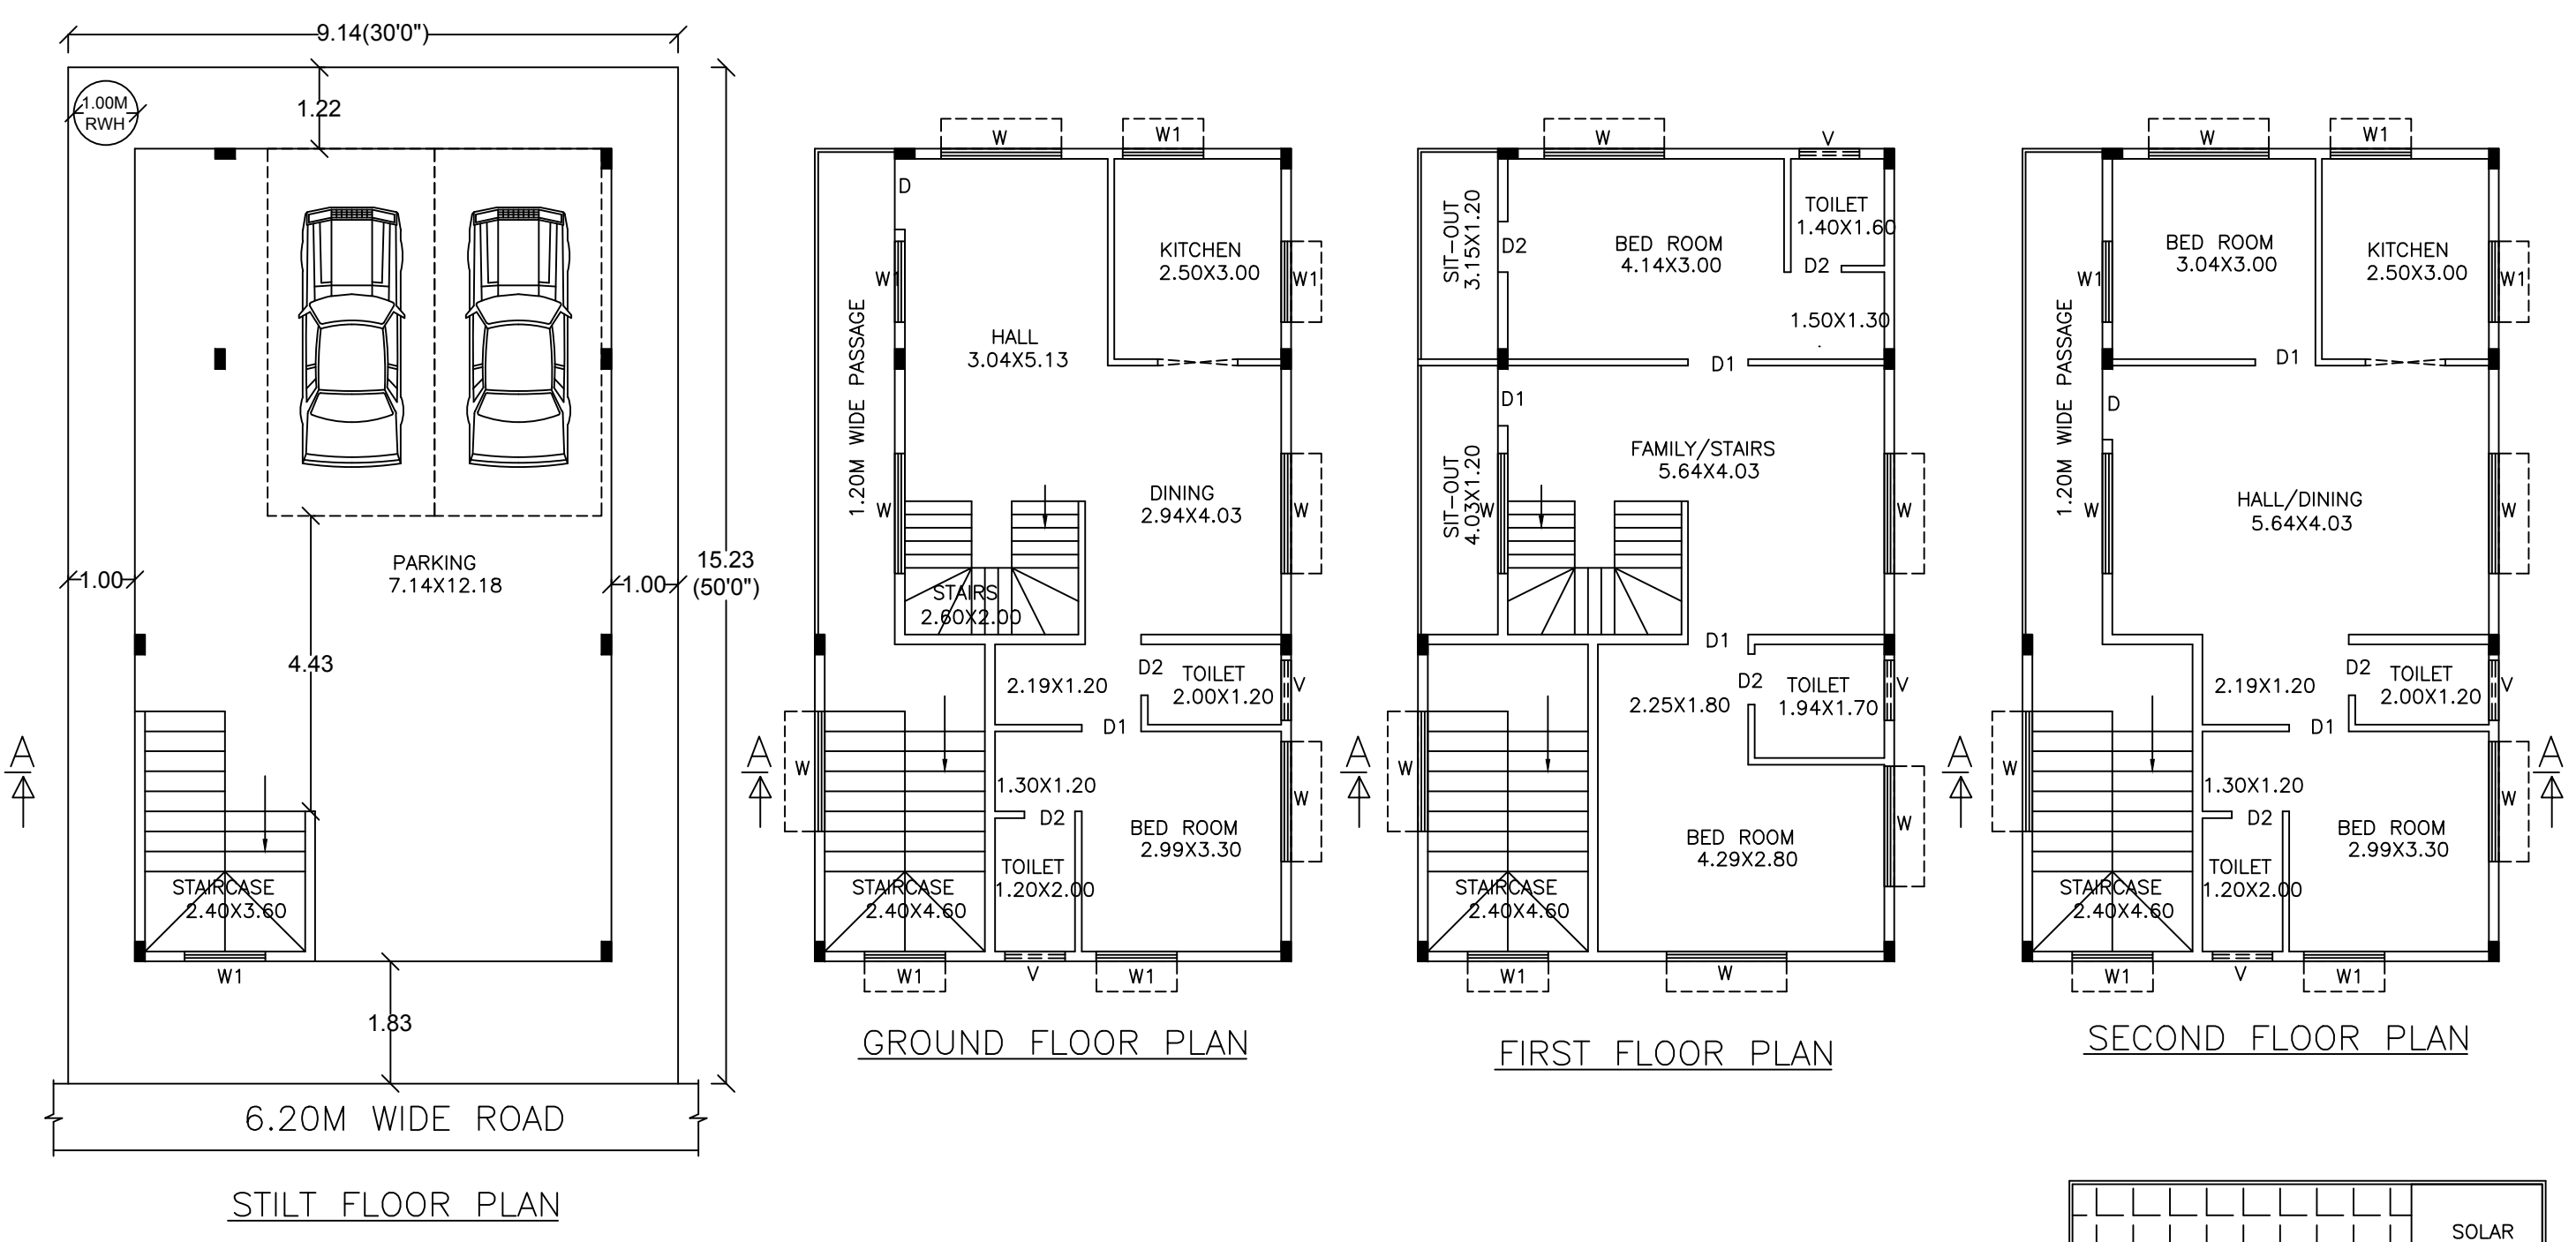 9.14(30'0")
1.00M
RWH
1.22
1.00
PARKING
7.14X12.18
1.00
15.23
(50'0")
4.43
A
STAIRCASE
2.40X3.60
W1
1.83
6.20M WIDE ROAD
STILT FLOOR PLAN
W
W1
D
W1
KITCHEN
2.50X3.00
W1
HALL
3.04X5.13
1.20M WIDE PASSAGE
DINING
2.94X4.03
W
W
STAIRS
2.60X2.00
D2
TOILET
2.00X1.20
V
2.19X1.20
D1
A
W
1.30X1.20
D2
BED ROOM
2.99X3.30
W
TOILET
1.20X2.00
STAIRCASE
2.40X4.60
W1
V
W1
GROUND FLOOR PLAN
W
V
SIT-OUT
3.15X1.20
D2
BED ROOM
4.14X3.00
TOILET
1.40X1.60
D2
1.50X1.30
D1
D1
SIT-OUT
4.03X1.20
W
FAMILY/STAIRS
5.64X4.03
W
D1
D2
TOILET
1.94X1.70
V
2.25X1.80
A
W
BED ROOM
4.29X2.80
W
STAIRCASE
2.40X4.60
W1
W
FIRST FLOOR PLAN
W
W1
BED ROOM
3.04X3.00
KITCHEN
2.50X3.00
W1
W1
1.20M WIDE PASSAGE
D1
D
HALL/DINING
5.64X4.03
W
W
D2
TOILET
2.00X1.20
V
2.19X1.20
D1
A
W
1.30X1.20
D2
BED ROOM
2.99X3.30
W
A
TOILET
1.20X2.00
STAIRCASE
2.40X4.60
W1
V
W1
SECOND FLOOR PLAN
SOLAR